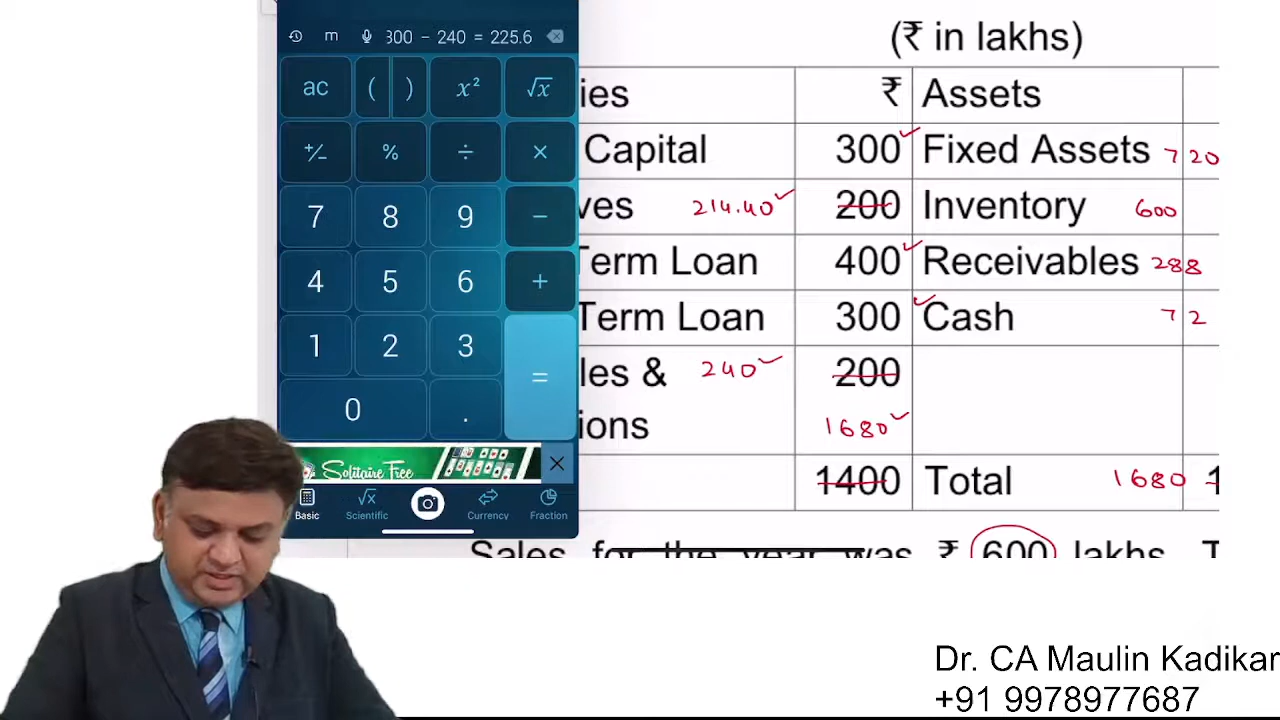 (₹ in lakhs)
m 300 − 240 = 225.6
ac ( ) x² √x
+/− % ÷ ×
7 8 9 −
4 5 6 +
1 2 3 =
0 .
Solitaire Free
Basic Scientific Currency Fraction
ies ₹ Assets
Capital 300 Fixed Assets 720
ves 214.40 200 Inventory 600
Term Loan 400 Receivables 288
Term Loan 300 Cash 72
les & 240 200
ions 1680
1400 Total 1680
Sales for the year was ₹ 600 lakhs
Dr. CA Maulin Kadikar
+91 9978977687